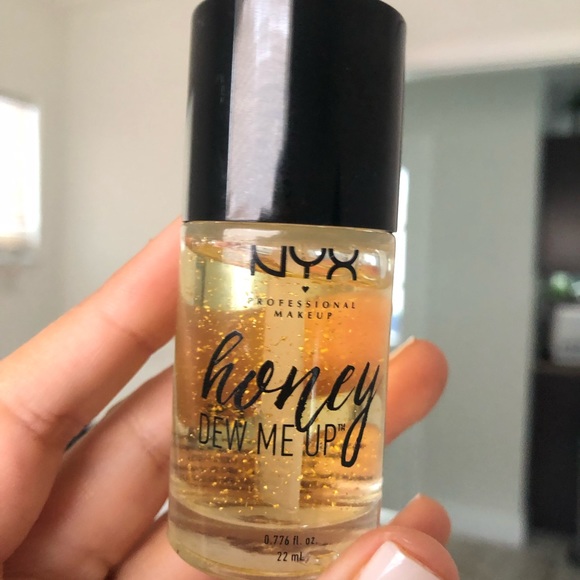 NYX
PROFESSIONAL
MAKEUP
honey
DEW ME UP™
0.776 fl. oz.
22 ml